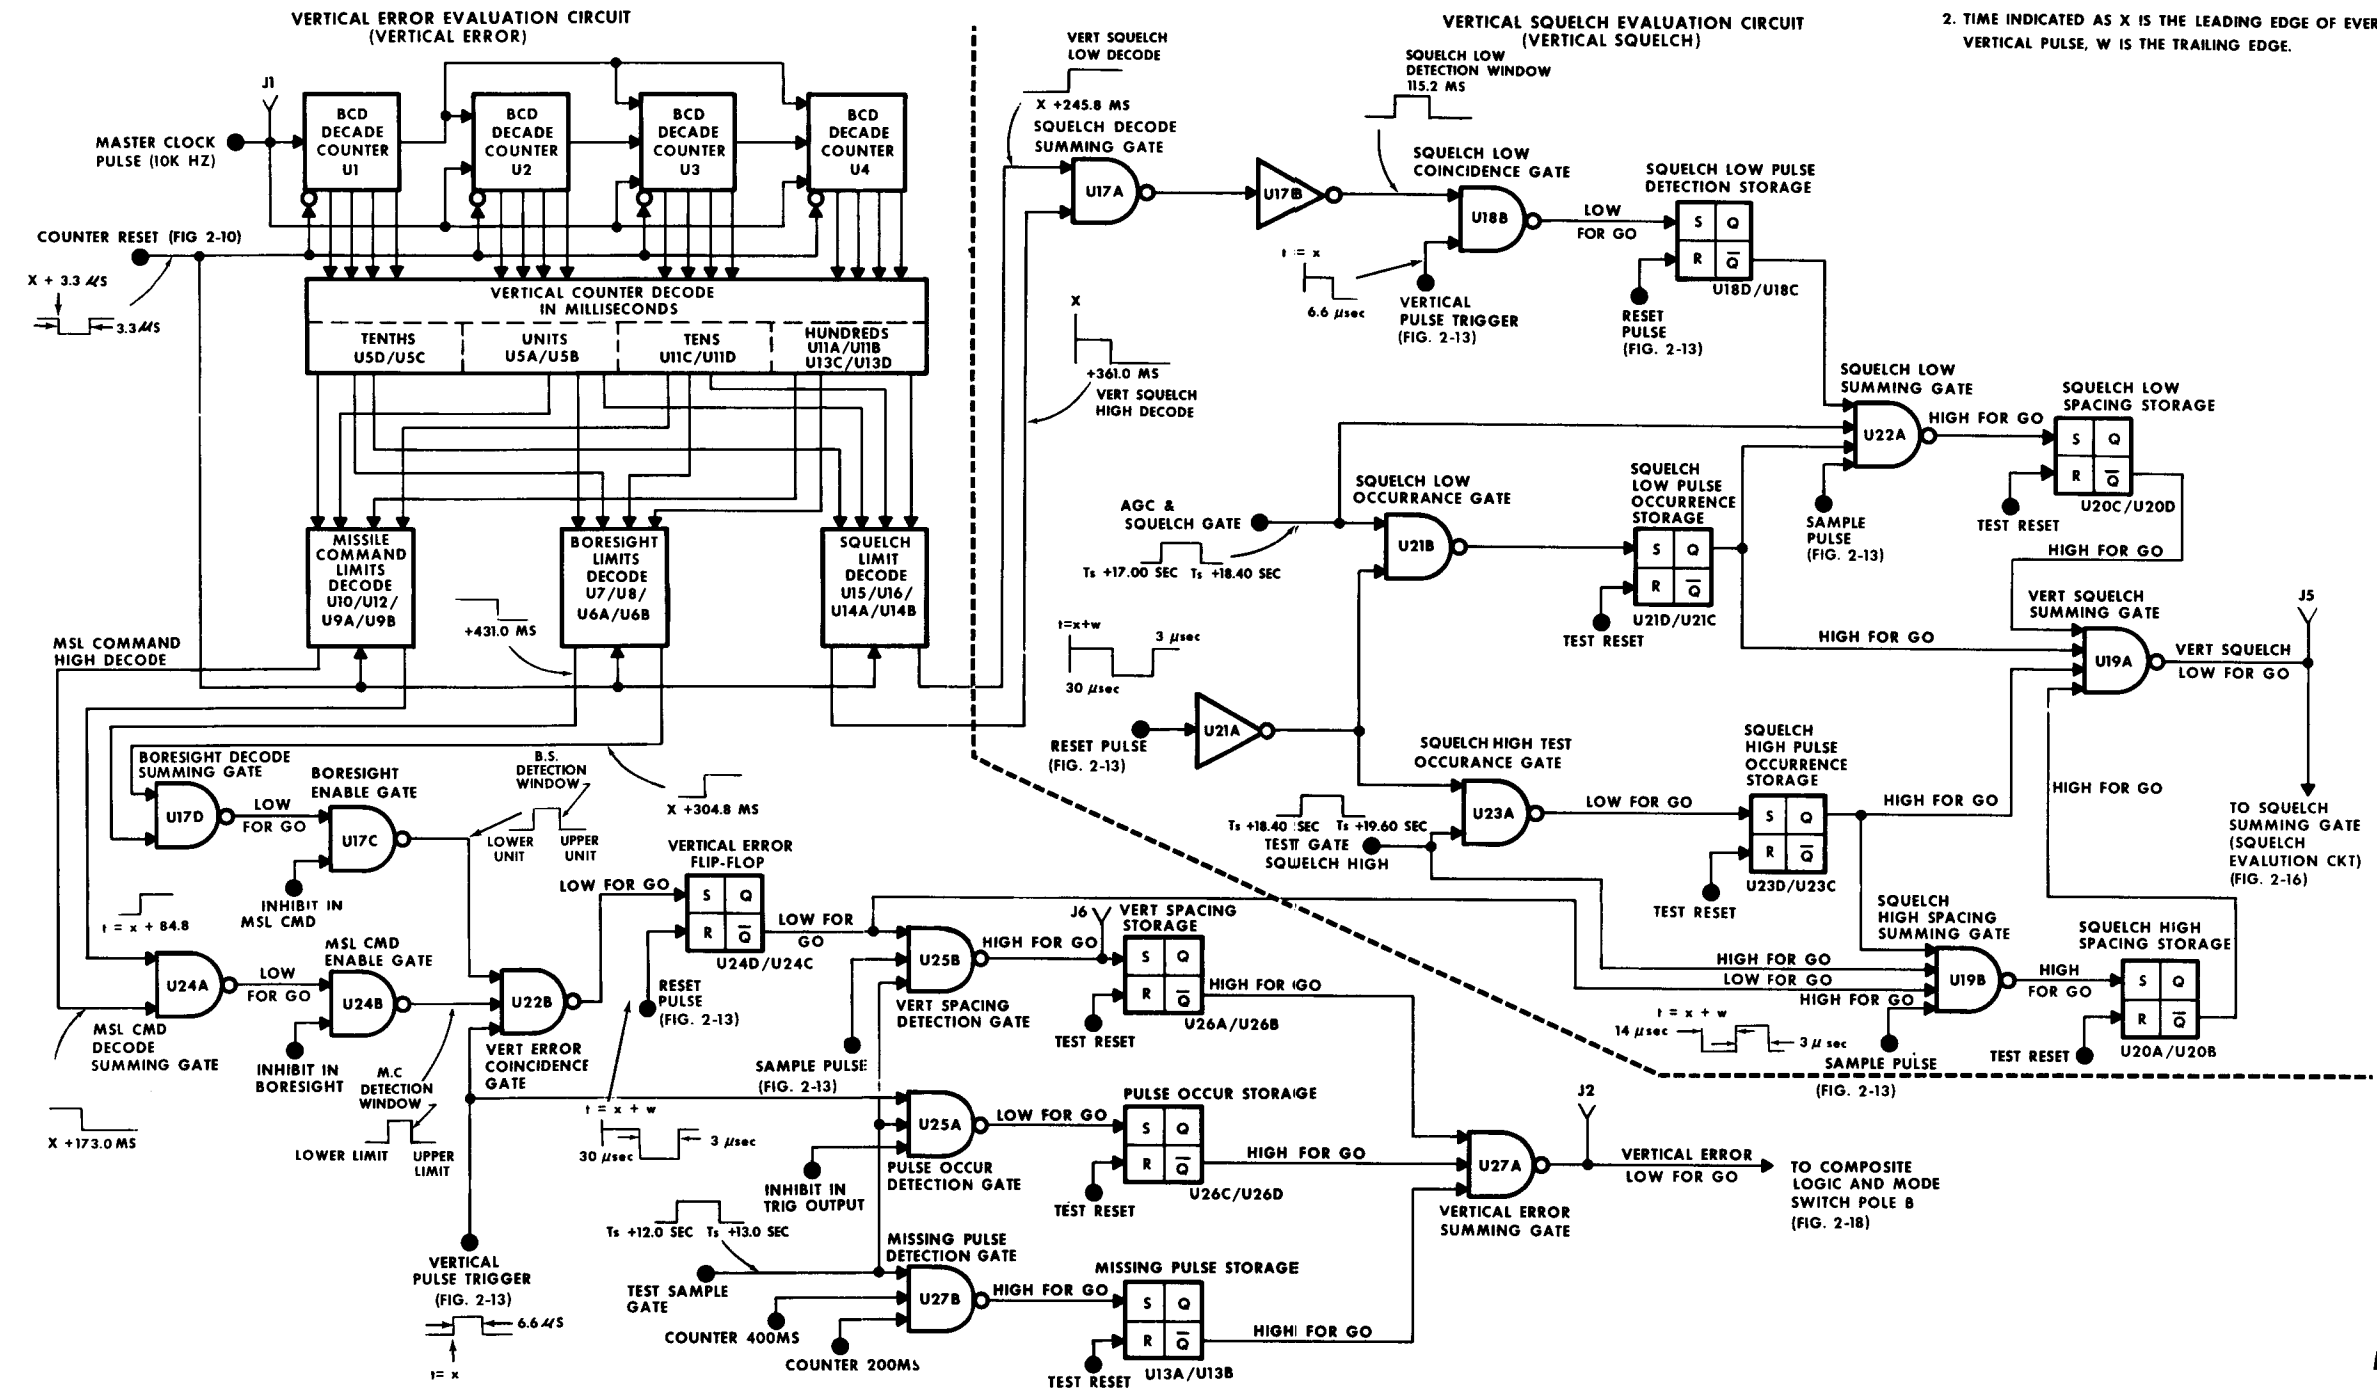 VERTICAL ERROR EVALUATION CIRCUIT
(VERTICAL ERROR)
J1
MASTER CLOCK
PULSE (10K HZ)
BCD
DECADE
COUNTER
U1
BCD
DECADE
COUNTER
U2
BCD
DECADE
COUNTER
U3
BCD
DECADE
COUNTER
U4
COUNTER RESET (FIG 2-10)
X + 3.3 µS
3.3µS
VERTICAL COUNTER DECODE
IN MILLISECONDS
TENTHS
U5D/U5C
UNITS
U5A/U5B
TENS
U11C/U11D
HUNDREDS
U11A/U11B
U13C/U13D
MISSILE
COMMAND
LIMITS
DECODE
U10/U12/
U9A/U9B
BORESIGHT
LIMITS
DECODE
U7/U8/
U6A/U6B
SQUELCH
LIMIT
DECODE
U15/U16/
U14A/U14B
+431.0 MS
MSL COMMAND
HIGH DECODE
BORESIGHT DECODE
SUMMING GATE
U17D
LOW
FOR GO
BORESIGHT
ENABLE GATE
U17C
INHIBIT IN
MSL CMD
B.S.
DETECTION
WINDOW
LOWER
UNIT
UPPER
UNIT
X +304.8 MS
t = x + 84.8
U24A
LOW
FOR GO
MSL CMD
DECODE
SUMMING GATE
X +173.0 MS
MSL CMD
ENABLE GATE
U24B
INHIBIT IN
BORESIGHT
M.C
DETECTION
WINDOW
LOWER LIMIT
UPPER
LIMIT
U22B
VERT ERROR
COINCIDENCE
GATE
LOW FOR GO
VERTICAL ERROR
FLIP-FLOP
S Q
R Q
U24D/U24C
LOW FOR
GO
RESET
PULSE
(FIG. 2-13)
t = x + w
30 µsec
3 µsec
VERTICAL
PULSE TRIGGER
(FIG. 2-13)
6.6 µS
t= x
U25B
VERT SPACING
DETECTION GATE
SAMPLE PULSE
(FIG. 2-13)
HIGH FOR GO
J6
VERT SPACING
STORAGE
S Q
R Q
U26A/U26B
TEST RESET
HIGH FOR GO
U25A
PULSE OCCUR
DETECTION GATE
INHIBIT IN
TRIG OUTPUT
LOW FOR GO
PULSE OCCUR STORAGE
S Q
R Q
U26C/U26D
TEST RESET
HIGH FOR GO
Ts +12.0 SEC Ts +13.0 SEC
TEST SAMPLE
GATE
COUNTER 400MS
COUNTER 200MS
MISSING PULSE
DETECTION GATE
U27B
HIGH FOR GO
MISSING PULSE STORAGE
S Q
R Q
U13A/U13B
TEST RESET
HIGH FOR GO
U27A
VERTICAL ERROR
SUMMING GATE
J2
VERTICAL ERROR
LOW FOR GO
TO COMPOSITE
LOGIC AND MODE
SWITCH POLE B
(FIG. 2-18)
VERTICAL SQUELCH EVALUATION CIRCUIT
(VERTICAL SQUELCH)
2. TIME INDICATED AS X IS THE LEADING EDGE OF EVER
VERTICAL PULSE, W IS THE TRAILING EDGE.
VERT SQUELCH
LOW DECODE
X +245.8 MS
SQUELCH DECODE
SUMMING GATE
U17A
U17B
SQUELCH LOW
DETECTION WINDOW
115.2 MS
SQUELCH LOW
COINCIDENCE GATE
U18B
LOW
FOR GO
t = x
6.6 µsec
VERTICAL
PULSE TRIGGER
(FIG. 2-13)
SQUELCH LOW PULSE
DETECTION STORAGE
S Q
R Q
U18D/U18C
RESET
PULSE
(FIG. 2-13)
X
+361.0 MS
VERT SQUELCH
HIGH DECODE
SQUELCH LOW
SUMMING GATE
U22A
HIGH FOR GO
SAMPLE
PULSE
(FIG. 2-13)
SQUELCH LOW
SPACING STORAGE
S Q
R Q
U20C/U20D
TEST RESET
HIGH FOR GO
AGC &
SQUELCH GATE
Ts +17.00 SEC Ts +18.40 SEC
SQUELCH LOW
OCCURRANCE GATE
U21B
SQUELCH
LOW PULSE
OCCURRENCE
STORAGE
S Q
R Q
U21D/U21C
TEST RESET
HIGH FOR GO
t=x+w
3 µsec
30 µsec
RESET PULSE
(FIG. 2-13)
U21A
SQUELCH HIGH TEST
OCCURANCE GATE
U23A
Ts +18.40 SEC Ts +19.60 SEC
TEST GATE
SQUELCH HIGH
LOW FOR GO
SQUELCH
HIGH PULSE
OCCURRENCE
STORAGE
S Q
R Q
U23D/U23C
TEST RESET
HIGH FOR GO
VERT SQUELCH
SUMMING GATE
U19A
J5
VERT SQUELCH
LOW FOR GO
HIGH FOR GO
TO SQUELCH
SUMMING GATE
(SQUELCH
EVALUTION CKT)
(FIG. 2-16)
SQUELCH
HIGH SPACING
SUMMING GATE
HIGH FOR GO
LOW FOR GO
HIGH FOR GO
U19B
HIGH
FOR GO
t = x + w
14 µsec
3 µ sec
SAMPLE PULSE
(FIG. 2-13)
SQUELCH HIGH
SPACING STORAGE
S Q
R Q
U20A/U20B
TEST RESET